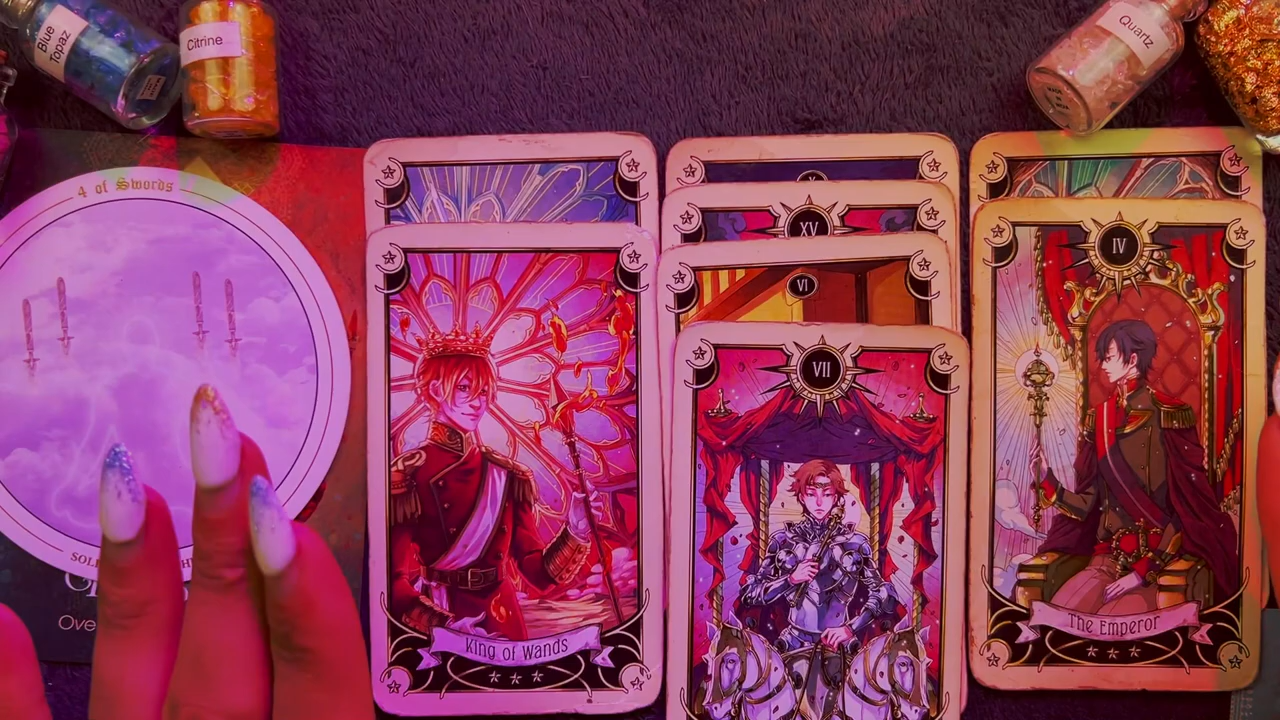 Blue
Topaz
Citrine
Quartz
4 of Swords
XV
VI
VII
IV
King of Wands
The Emperor